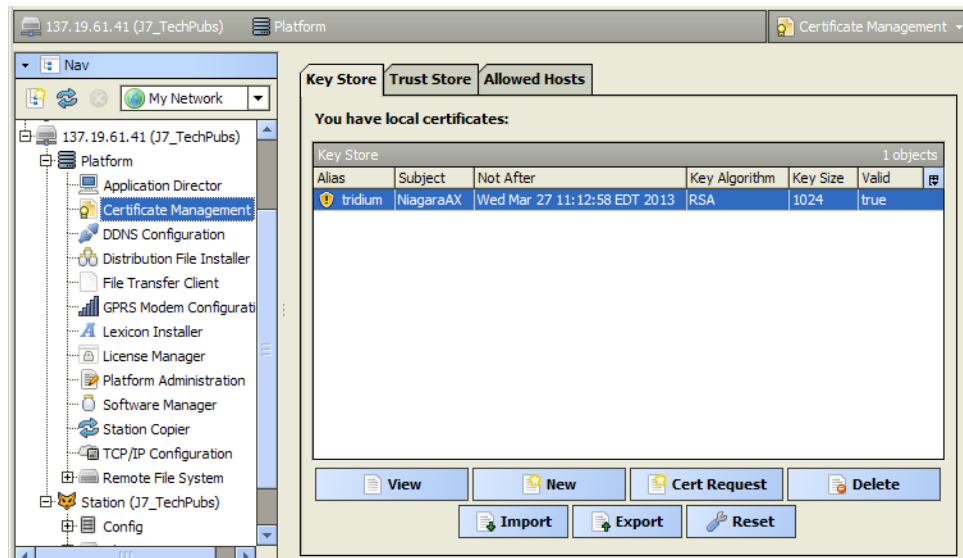 137.19.61.41 (J7_TechPubs) Platform Certificate Management
Nav
My Network
137.19.61.41 (J7_TechPubs)
Platform
Application Director
Certificate Management
DDNS Configuration
Distribution File Installer
File Transfer Client
GPRS Modem Configurati
Lexicon Installer
License Manager
Platform Administration
Software Manager
Station Copier
TCP/IP Configuration
Remote File System
Station (J7_TechPubs)
Config
Key Store Trust Store Allowed Hosts
You have local certificates:
Key Store 1 objects
Alias Subject Not After Key Algorithm Key Size Valid
tridium NiagaraAX Wed Mar 27 11:12:58 EDT 2013 RSA 1024 true
View New Cert Request Delete
Import Export Reset